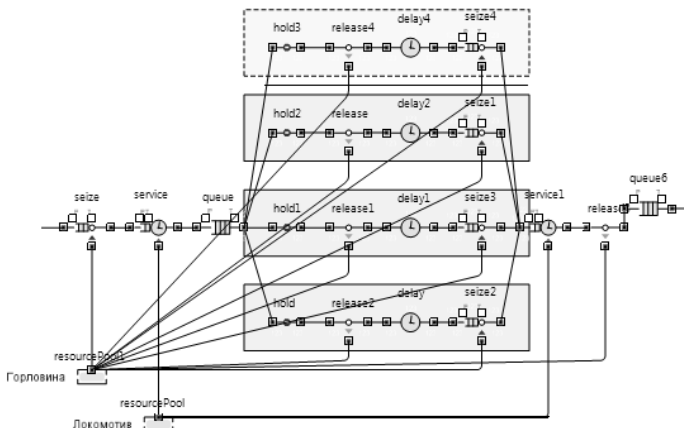 hold3 release4 delay4 seize4
hold2 release delay2 seize1
seize service queue hold1 release1 delay1 seize3 service1 queue6
hold release2 delay seize2
Горловина
resourcePool
Локомотив